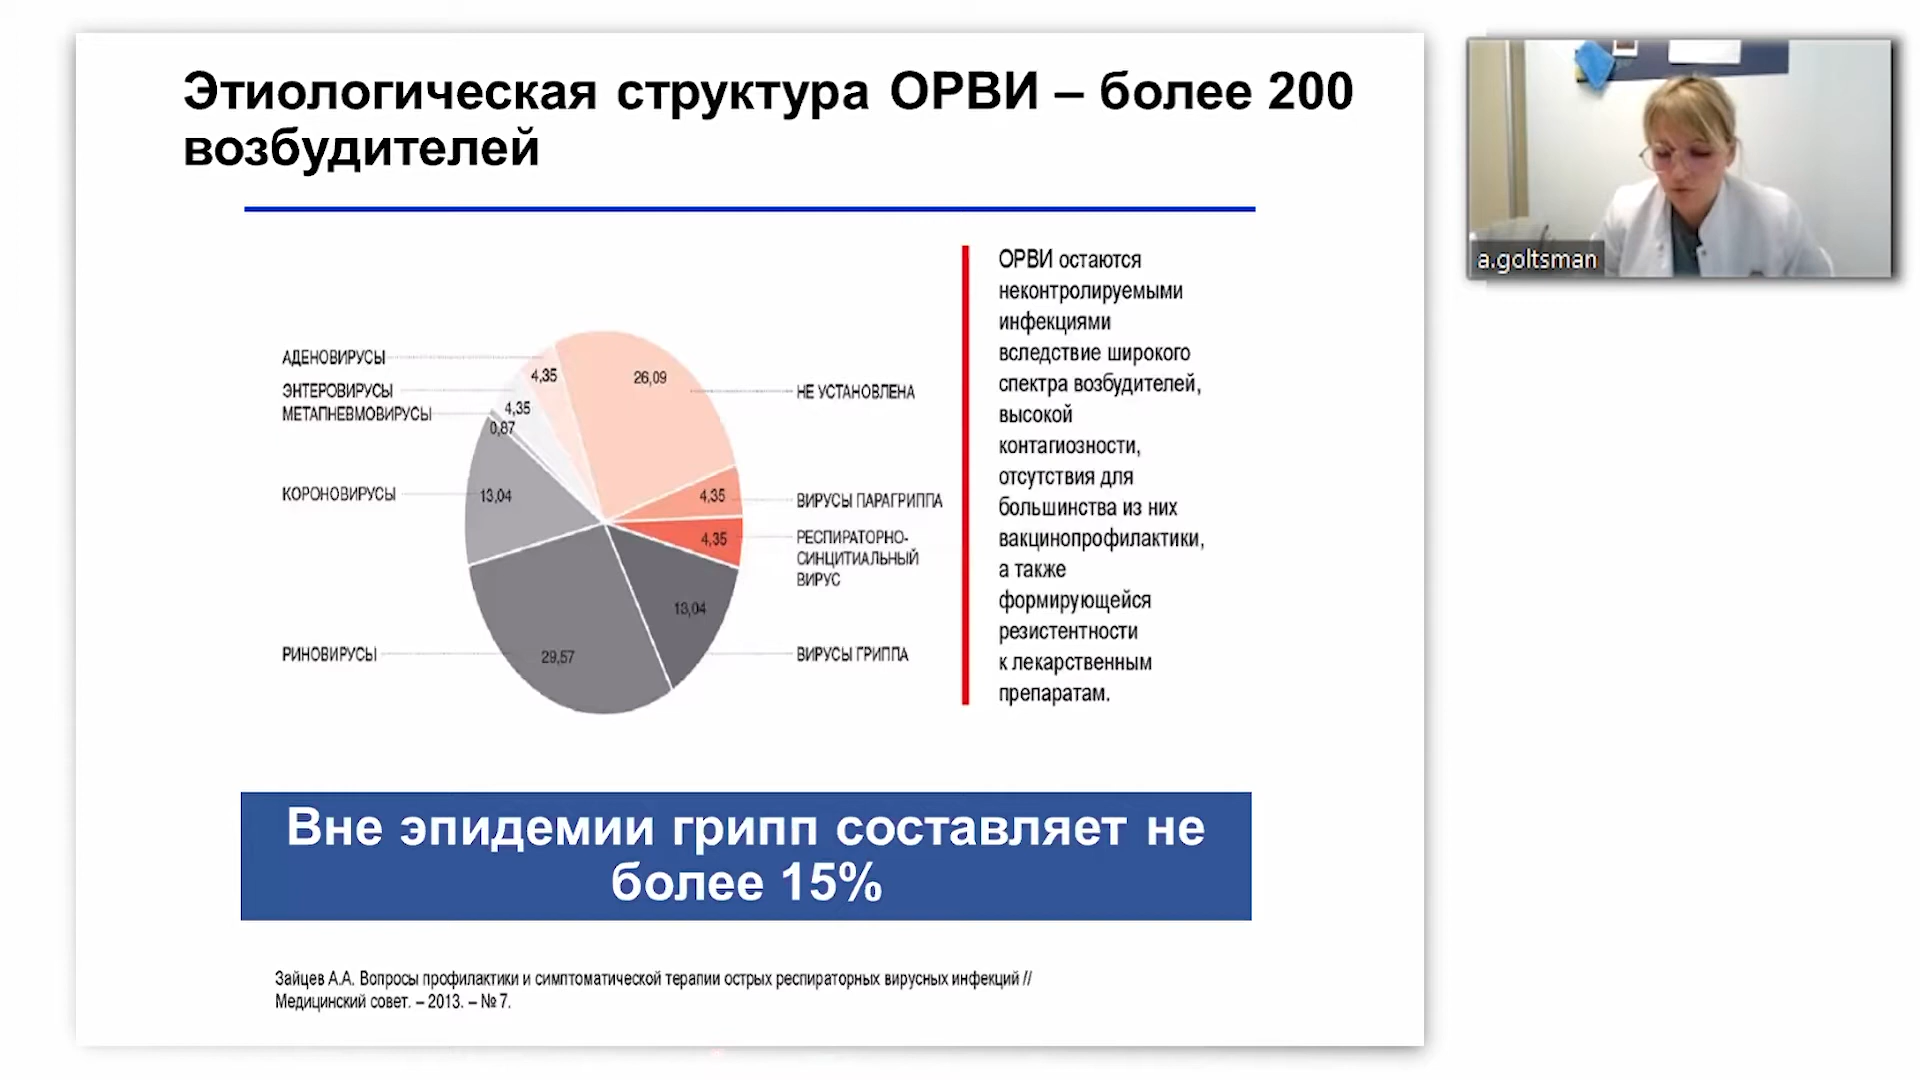 Этиологическая структура ОРВИ – более 200
возбудителей
АДЕНОВИРУСЫ
ЭНТЕРОВИРУСЫ
МЕТАПНЕВМОВИРУСЫ
КОРОНОВИРУСЫ
РИНОВИРУСЫ
4,35
4,35
0,87
13,04
29,57
26,09
4,35
4,35
13,04
НЕ УСТАНОВЛЕНА
ВИРУСЫ ПАРАГРИППА
РЕСПИРАТОРНО-
СИНЦИТИАЛЬНЫЙ
ВИРУС
ВИРУСЫ ГРИППА
ОРВИ остаются
неконтролируемыми
инфекциями
вследствие широкого
спектра возбудителей,
высокой
контагиозности,
отсутствия для
большинства из них
вакцинопрофилактики,
а также
формирующейся
резистентности
к лекарственным
препаратам.
Вне эпидемии грипп составляет не
более 15%
Зайцев А.А. Вопросы профилактики и симптоматической терапии острых респираторных вирусных инфекций //
Медицинский совет. – 2013. – № 7.
a.goltsman